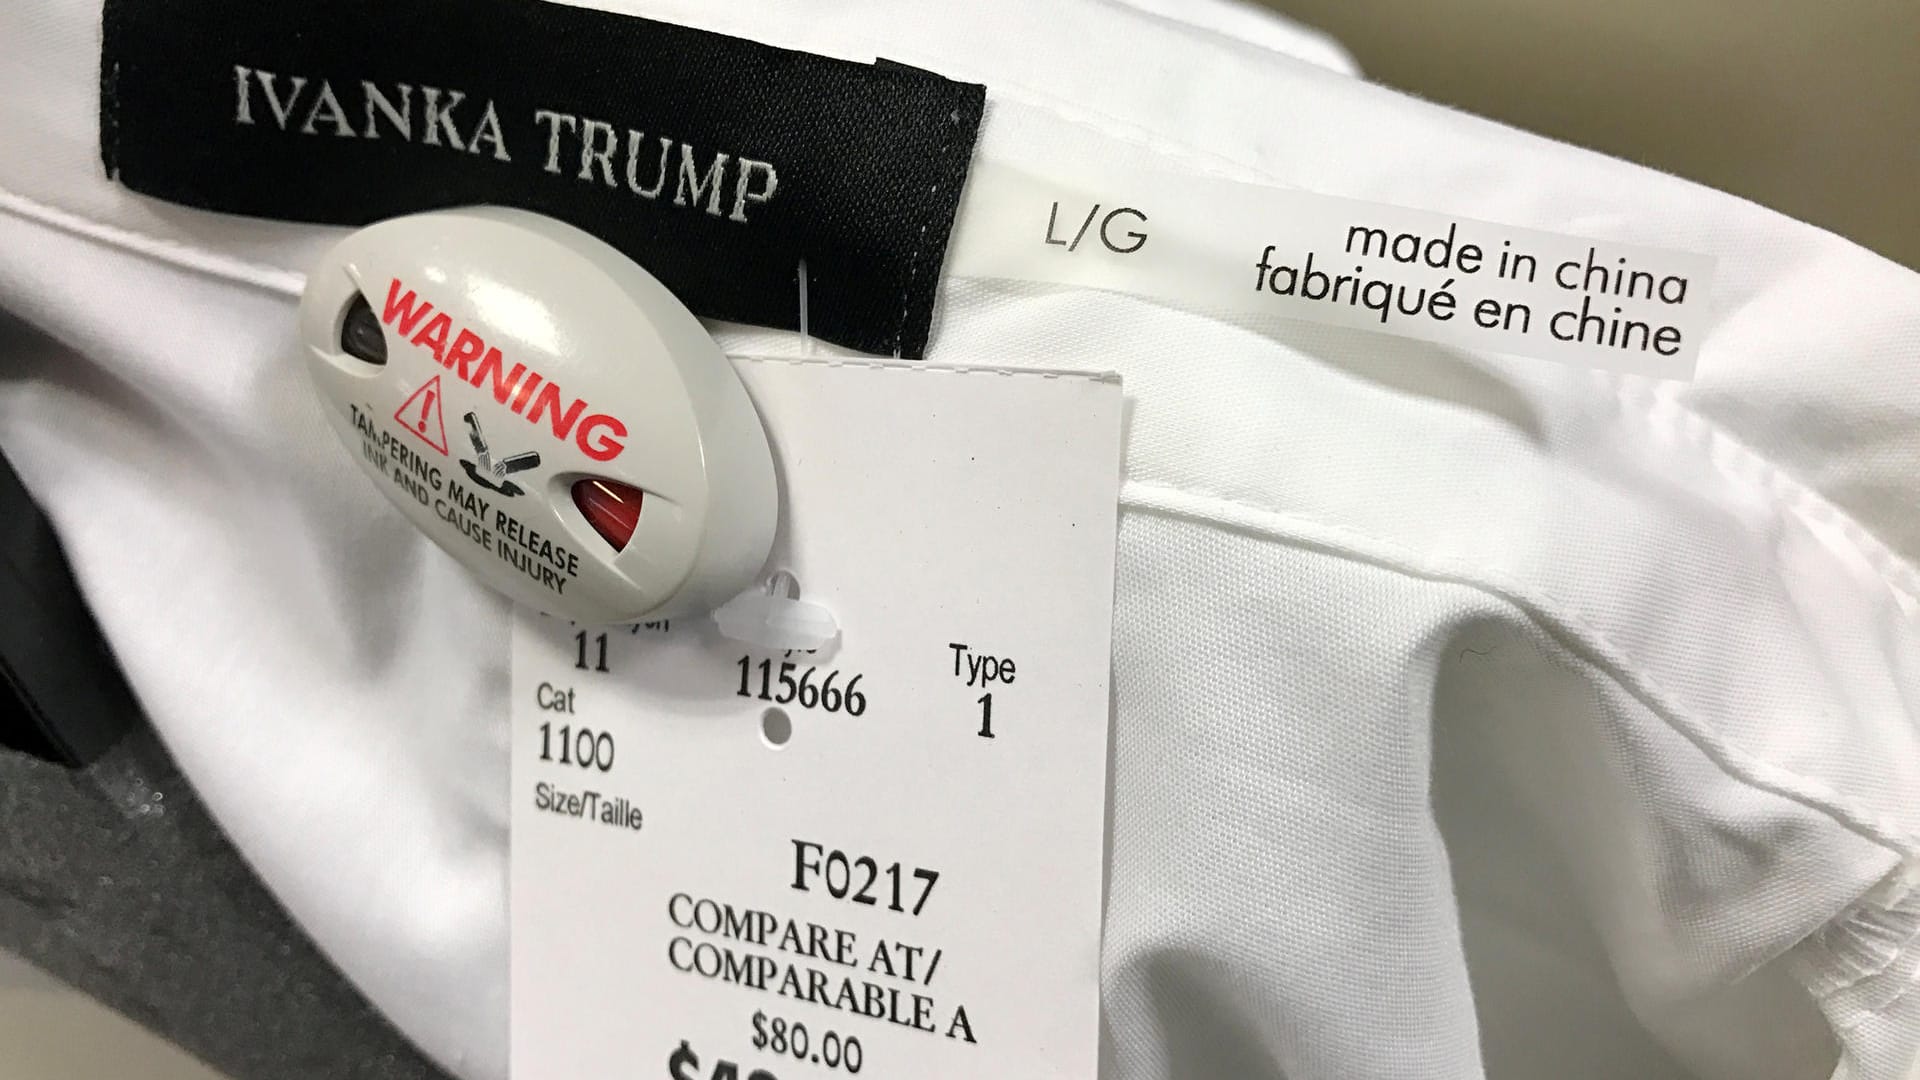 IVANKA TRUMP
L/G
made in china
fabriqué en chine
WARNING
TAMPERING MAY RELEASE
INK AND CAUSE INJURY
11
115666
Type
1
Cat
1100
Size/Taille
F0217
COMPARE AT/
COMPARABLE A
$80.00